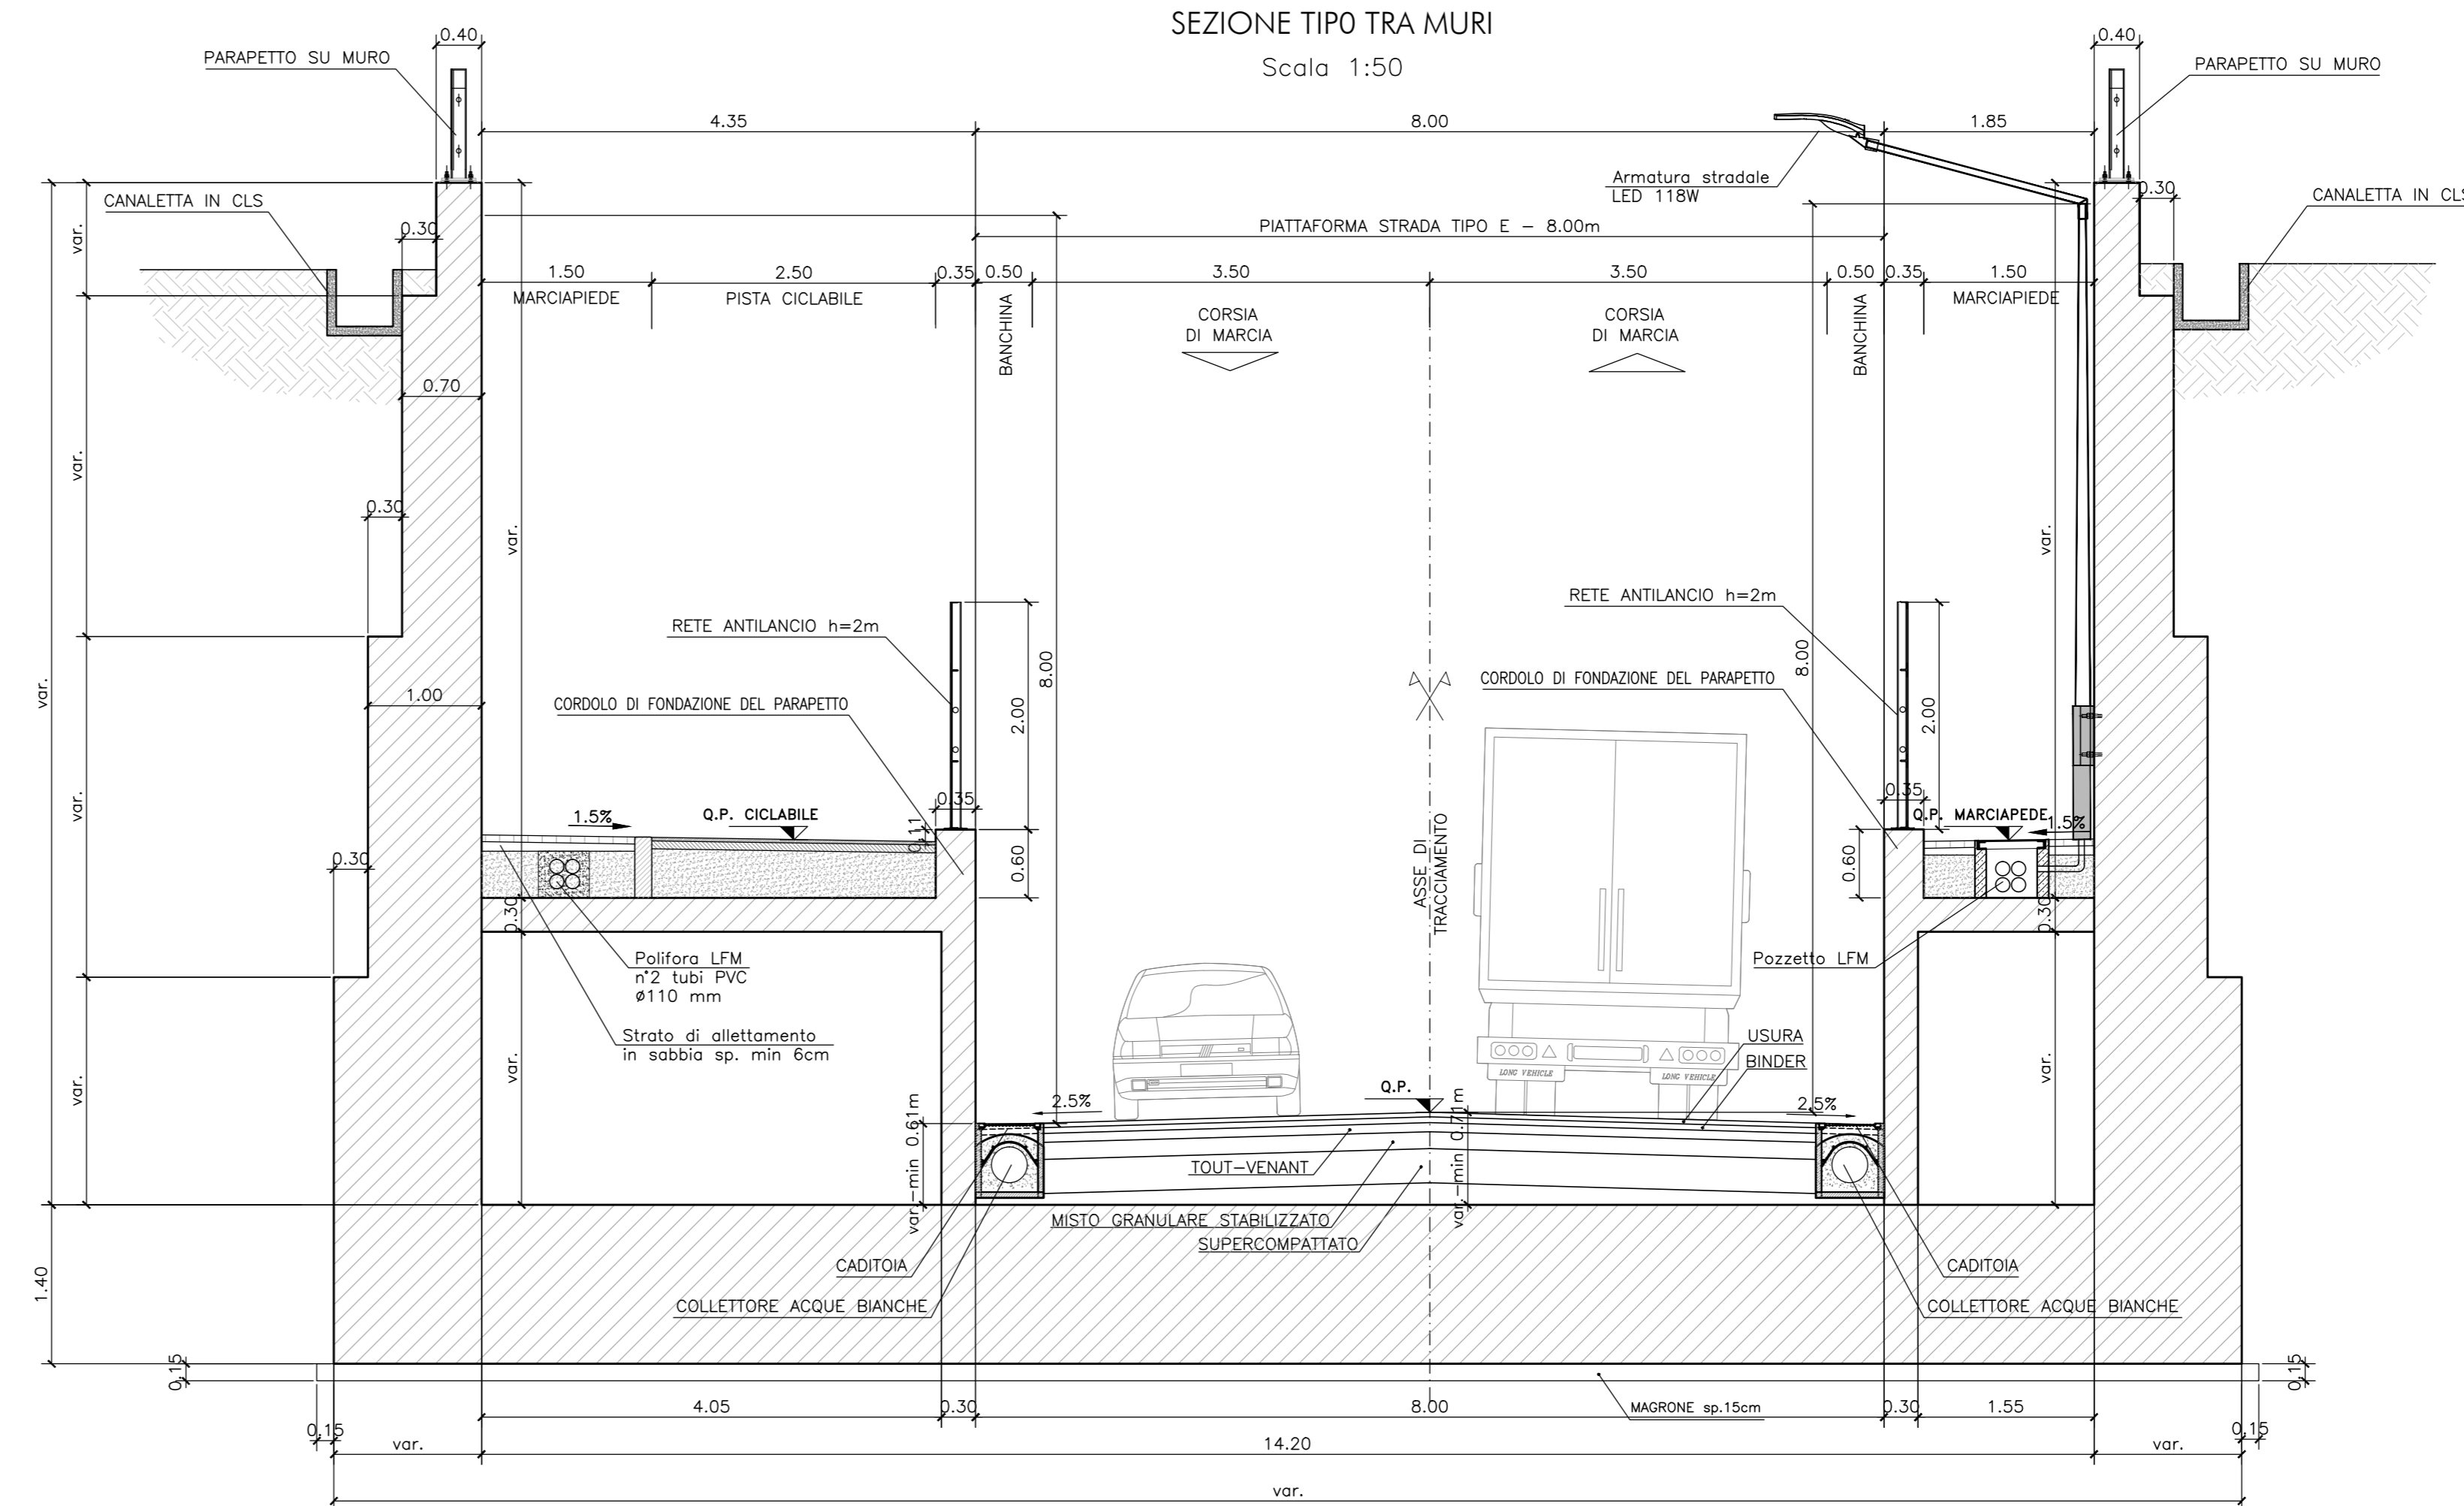 SEZIONE TIPO TRA MURI
Scala 1:50
0.40
0.40
PARAPETTO SU MURO
PARAPETTO SU MURO
4.35
8.00
1.85
Armatura stradale
LED 118W
CANALETTA IN CLS
0.30
0.30
CANALETTA IN CLS
PIATTAFORMA STRADA TIPO E - 8.00m
var.
1.50
2.50
0.35
0.50
3.50
3.50
0.50
0.35
1.50
MARCIAPIEDE
PISTA CICLABILE
BANCHINA
CORSIA
DI MARCIA
CORSIA
DI MARCIA
BANCHINA
MARCIAPIEDE
0.70
var.
0.30
var.
var.
RETE ANTILANCIO h=2m
RETE ANTILANCIO h=2m
8.00
8.00
var.
1.00
CORDOLO DI FONDAZIONE DEL PARAPETTO
CORDOLO DI FONDAZIONE DEL PARAPETTO
2.00
2.00
0.35
0.35
1.5%
Q.P. CICLABILE
0.11
Q.P. MARCIAPEDE
1.5%
var.
0.30
0.60
0.60
ASSE DI
TRACCIAMENTO
0.30
0.30
Polifora LFM
n°2 tubi PVC
ø110 mm
Pozzetto LFM
Strato di allettamento
in sabbia sp. min 6cm
USURA
BINDER
LONG VEHICLE
LONG VEHICLE
var.
var.
var.
Q.P.
2.5%
2.5%
var.-min 0.61m
var.-min 0.71m
TOUT-VENANT
MISTO GRANULARE STABILIZZATO
SUPERCOMPATTATO
CADITOIA
CADITOIA
COLLETTORE ACQUE BIANCHE
COLLETTORE ACQUE BIANCHE
1.40
0.15
0.15
4.05
0.30
8.00
MAGRONE sp.15cm
0.30
1.55
0.15
var.
14.20
var.
0.15
var.